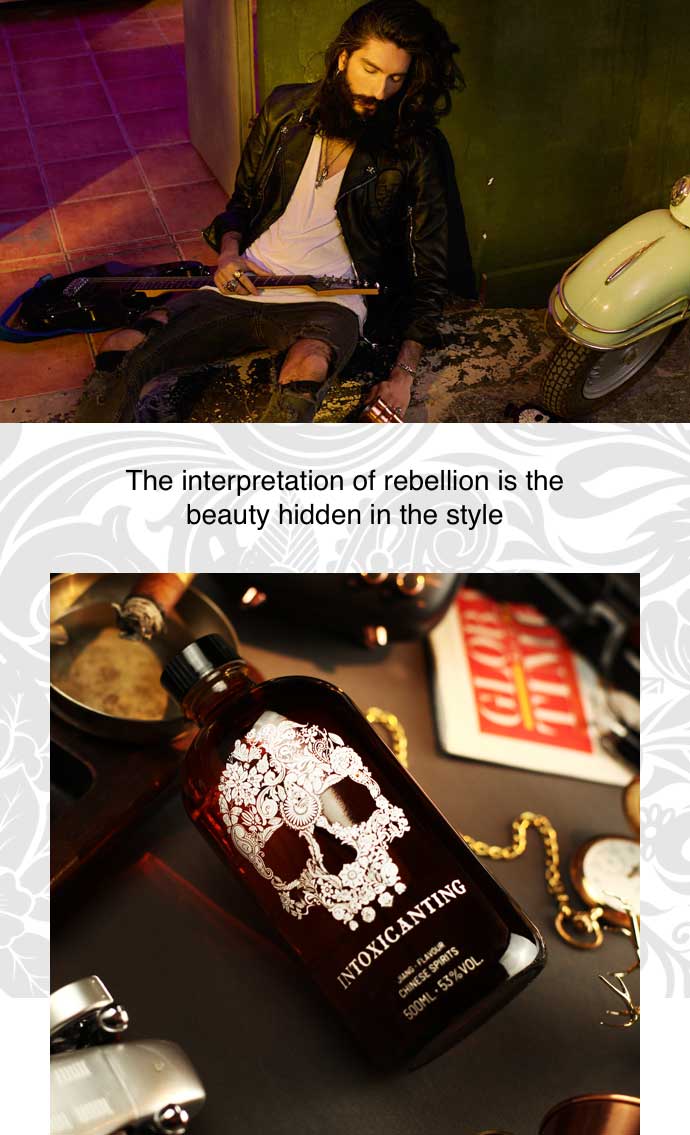 The interpretation of rebellion is the
beauty hidden in the style
INTOXICANTING
JIANG · FLAVOUR
CHINESE SPIRITS
500ML · 53%VOL.